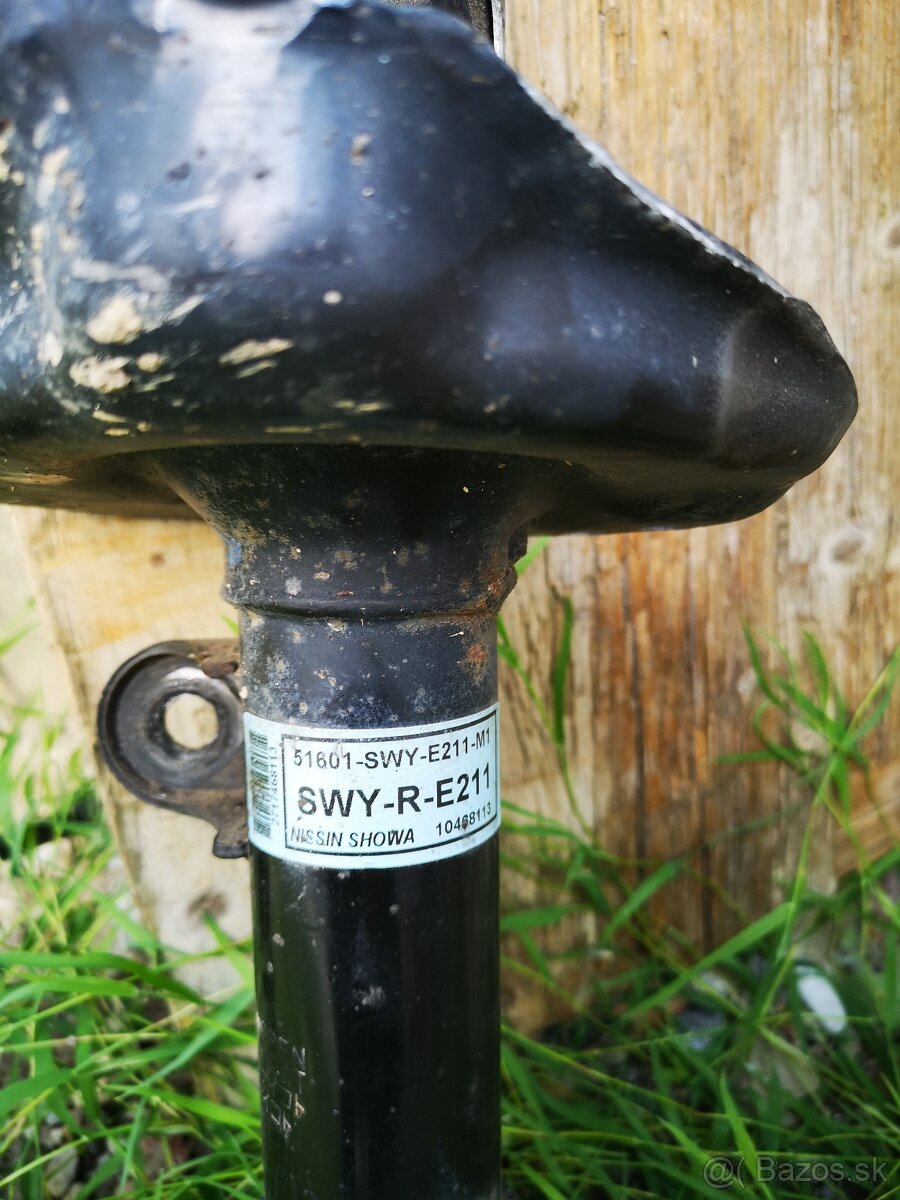 51601-SWY-E211-M1
SWY-R-E211
NISSIN SHOWA 10468113
@( Bazos.sk